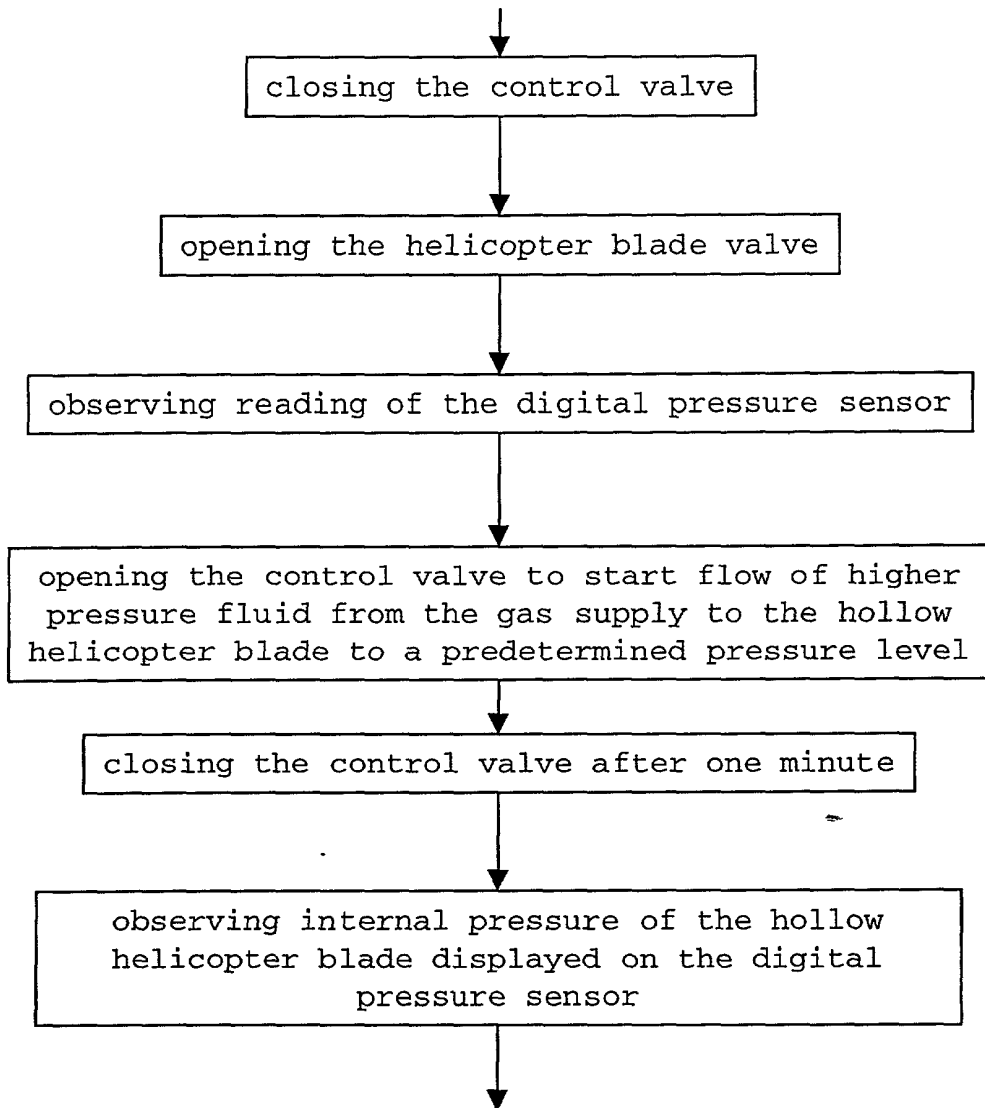 closing the control valve
opening the helicopter blade valve
observing reading of the digital pressure sensor
opening the control valve to start flow of higher
pressure fluid from the gas supply to the hollow
helicopter blade to a predetermined pressure level
closing the control valve after one minute
observing internal pressure of the hollow
helicopter blade displayed on the digital
pressure sensor